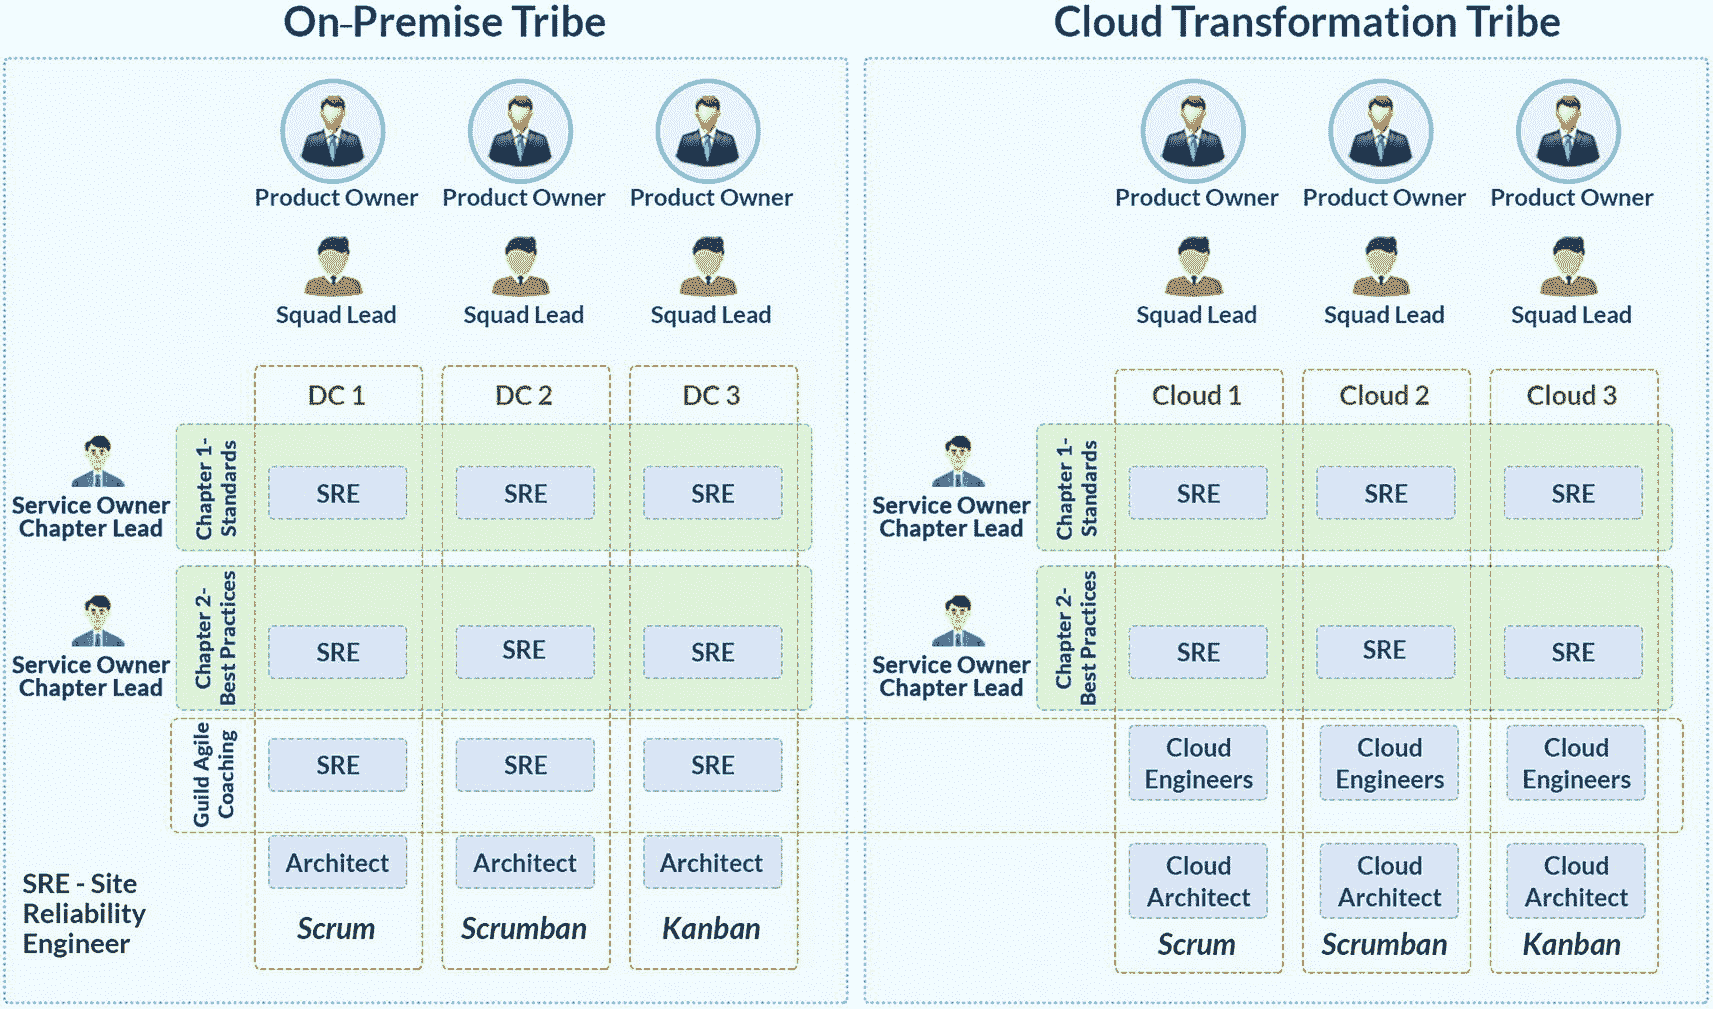 On-Premise Tribe
Product Owner
Product Owner
Product Owner
Squad Lead
Squad Lead
Squad Lead
DC 1
DC 2
DC 3
Service Owner
Chapter Lead
Chapter 1-
Standards
SRE
SRE
SRE
Service Owner
Chapter Lead
Chapter 2-
Best Practices
SRE
SRE
SRE
Guild Agile
Coaching
SRE
SRE
SRE
Architect
Architect
Architect
SRE - Site
Reliability
Engineer
Scrum
Scrumban
Kanban
Cloud Transformation Tribe
Product Owner
Product Owner
Product Owner
Squad Lead
Squad Lead
Squad Lead
Cloud 1
Cloud 2
Cloud 3
Service Owner
Chapter Lead
Chapter 1-
Standards
SRE
SRE
SRE
Service Owner
Chapter Lead
Chapter 2-
Best Practices
SRE
SRE
SRE
Cloud
Engineers
Cloud
Engineers
Cloud
Engineers
Cloud
Architect
Cloud
Architect
Cloud
Architect
Scrum
Scrumban
Kanban